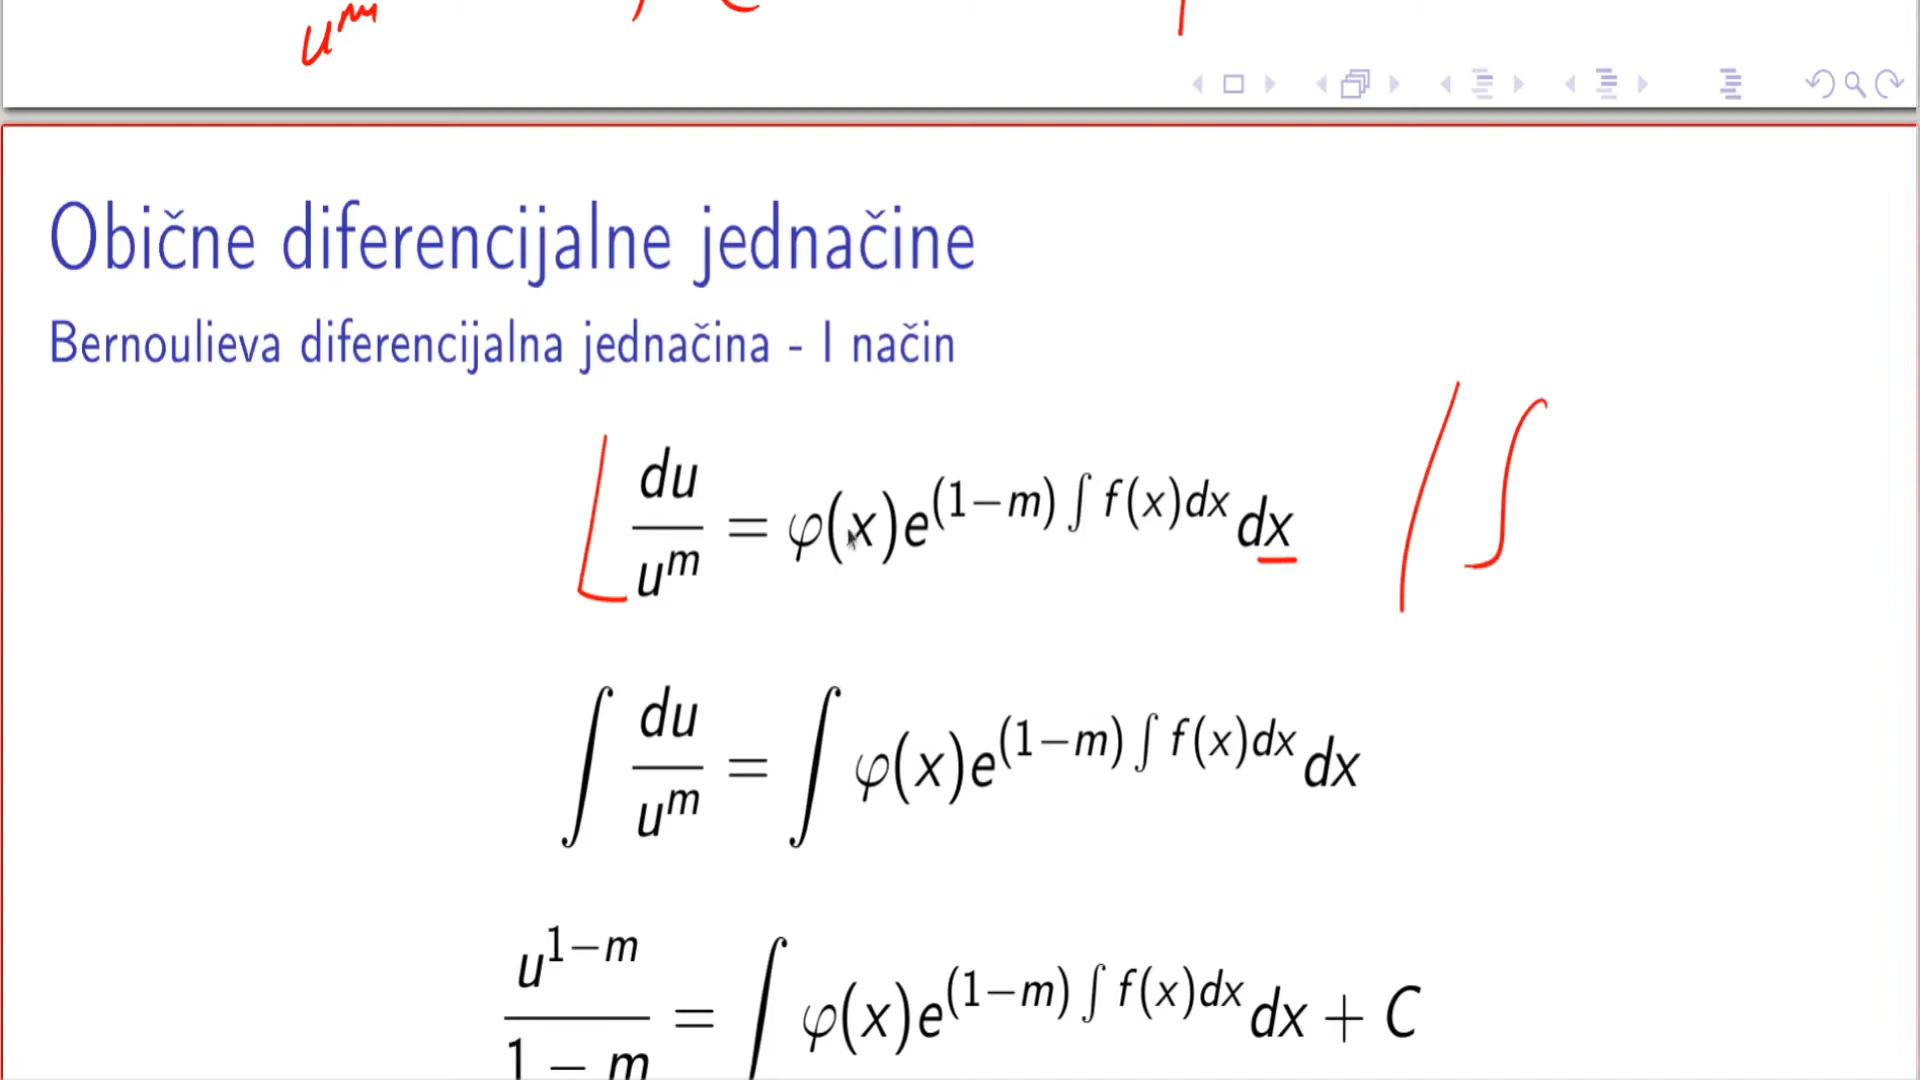 u^m
Obične diferencijalne jednačine
Bernoulieva diferencijalna jednačina - I način
du/u^m = φ(x)e^{(1−m) ∫ f(x)dx} dx / ∫
∫ du/u^m = ∫ φ(x)e^{(1−m) ∫ f(x)dx} dx
u^{1−m}/(1 − m) = ∫ φ(x)e^{(1−m) ∫ f(x)dx} dx + C